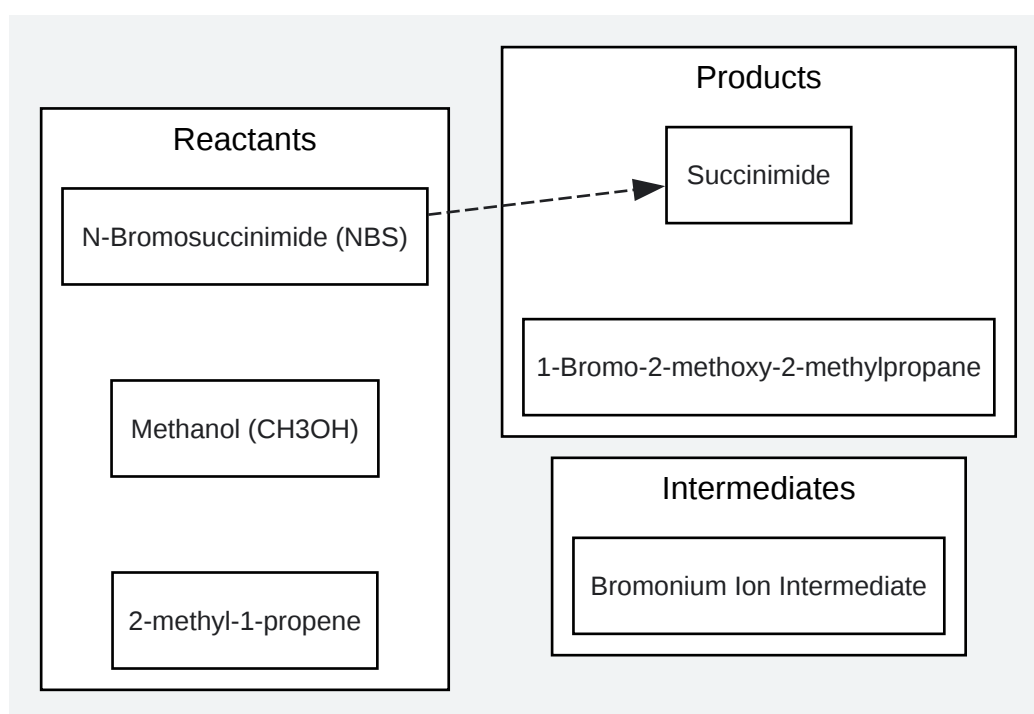 Reactants
N-Bromosuccinimide (NBS)
Methanol (CH3OH)
2-methyl-1-propene
Products
Succinimide
1-Bromo-2-methoxy-2-methylpropane
Intermediates
Bromonium Ion Intermediate